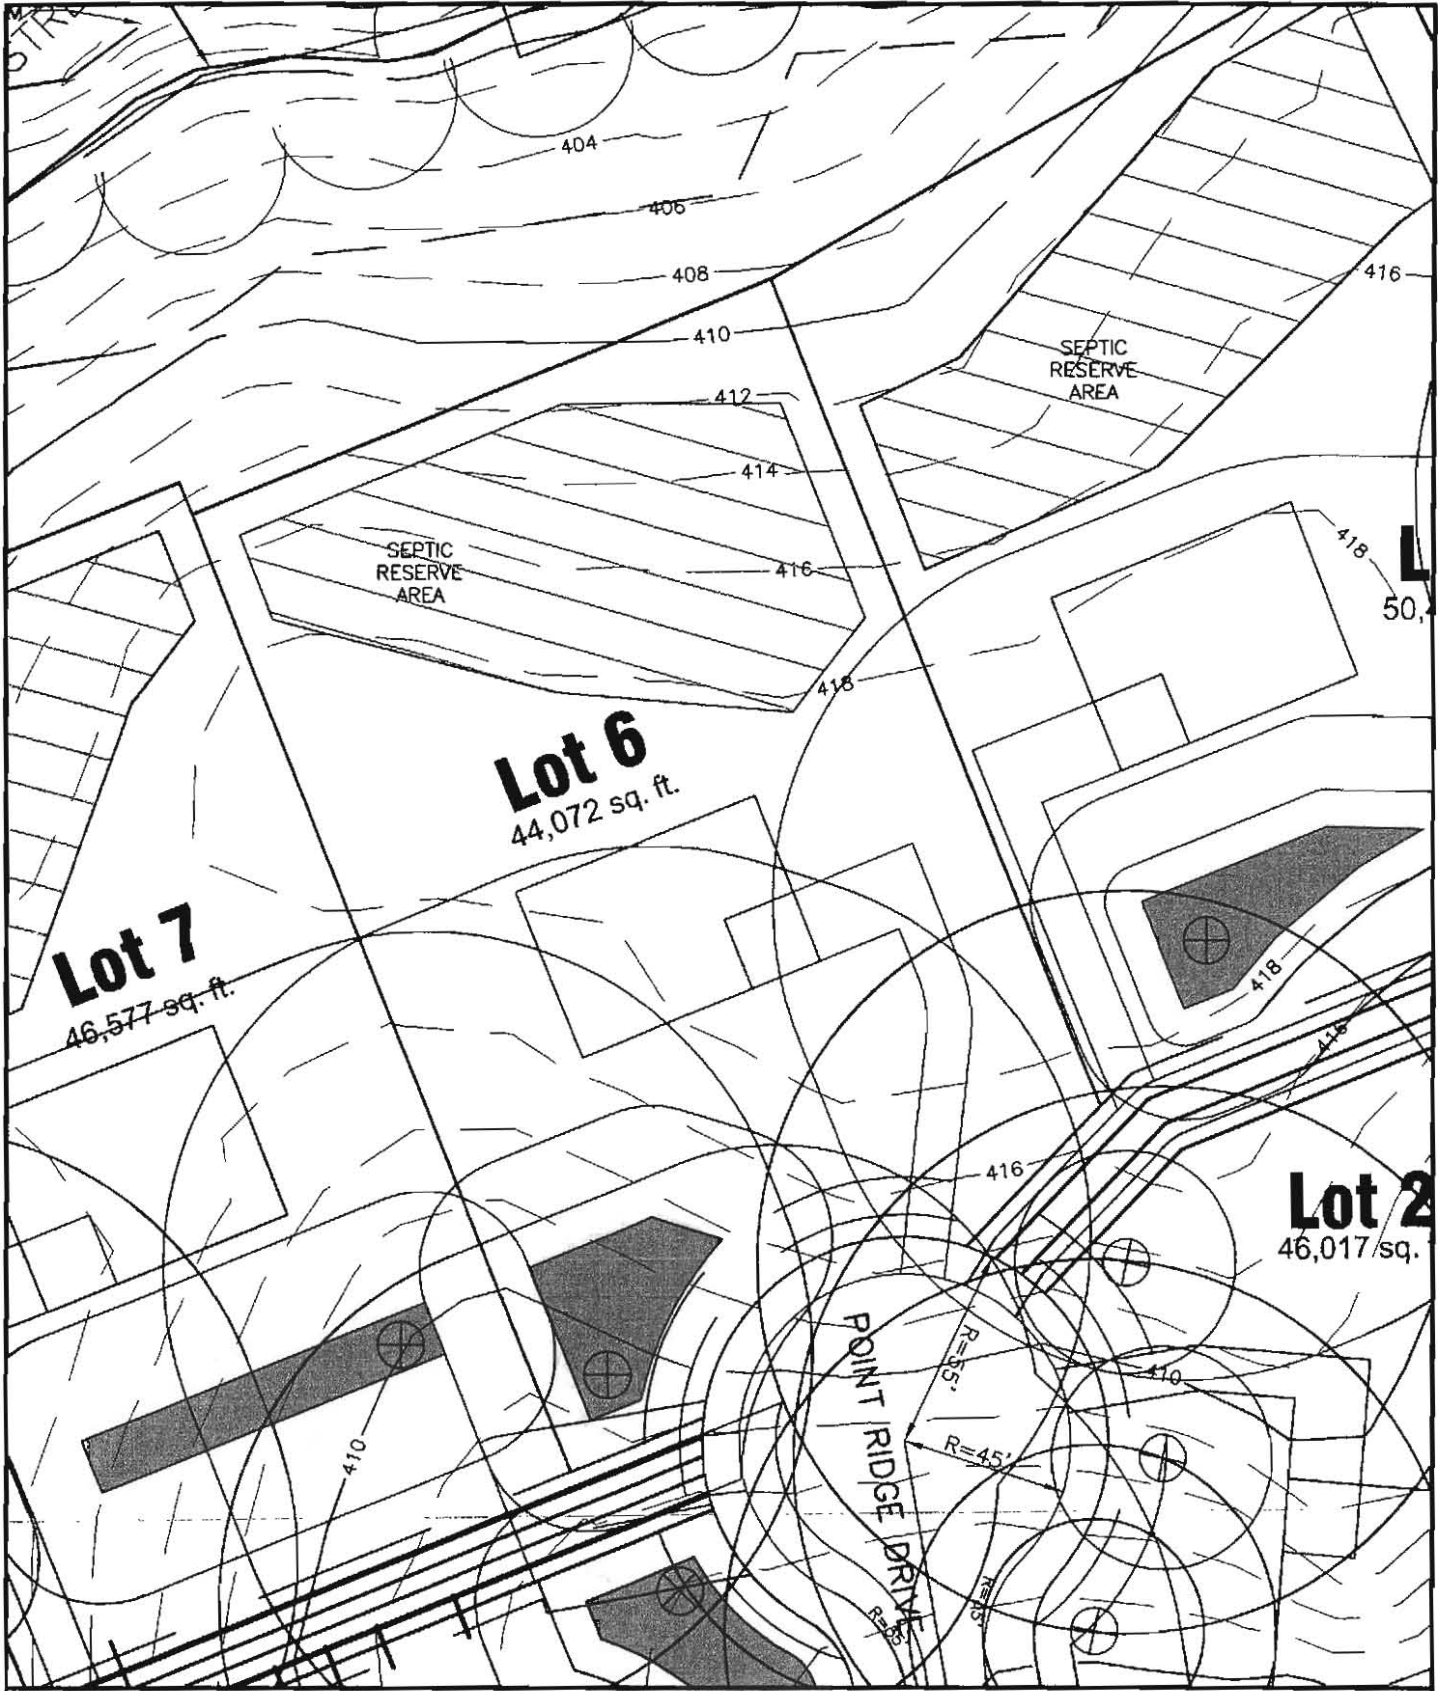 404
406
408
410
412
414
416
416
SEPTIC
RESERVE
AREA
SEPTIC
RESERVE
AREA
418
418
50,
Lot 6
44,072 sq. ft.
Lot 7
46,577 sq. ft.
418
416
416
Lot 2
46,017 sq.
410
410
POINT RIDGE DRIVE
R=55'
R=45'